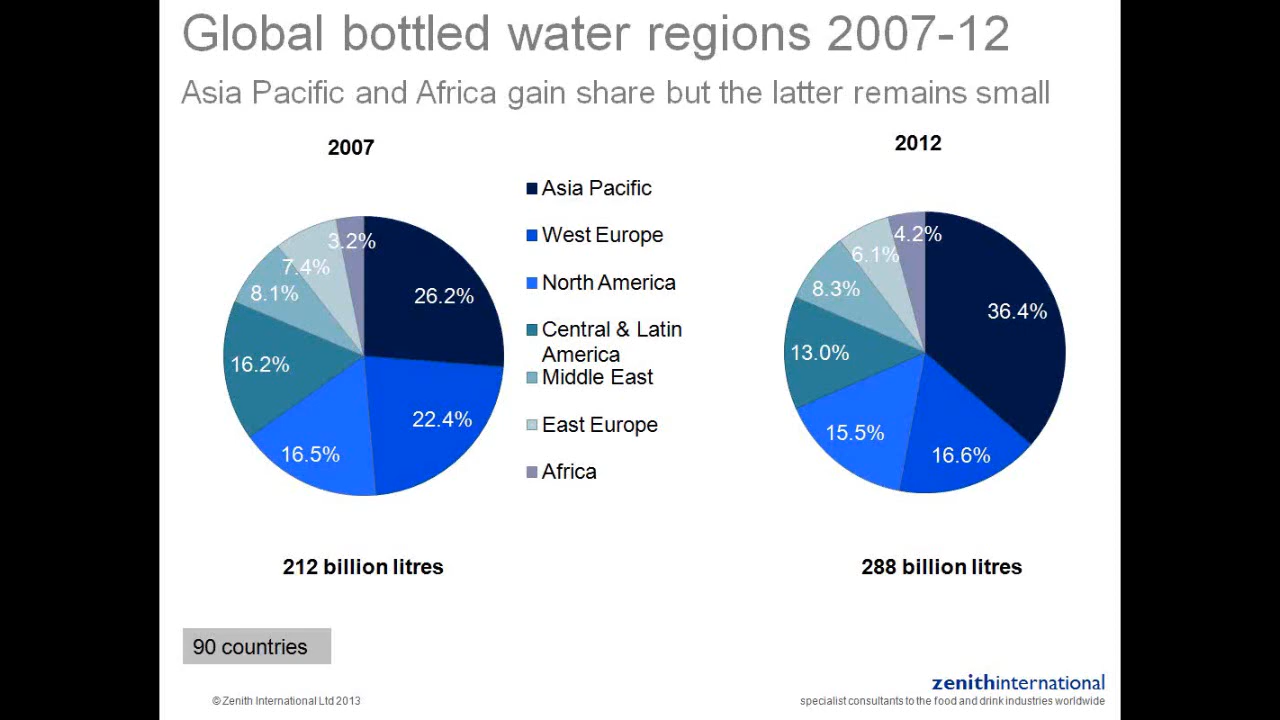 Global bottled water regions 2007-12
Asia Pacific and Africa gain share but the latter remains small
2007
3.2%
7.4%
8.1%
26.2%
16.2%
22.4%
16.5%
212 billion litres
Asia Pacific
West Europe
North America
Central & Latin
America
Middle East
East Europe
Africa
2012
4.2%
6.1%
8.3%
36.4%
13.0%
15.5%
16.6%
288 billion litres
90 countries
© Zenith International Ltd 2013
zenithinternational
specialist consultants to the food and drink industries worldwide